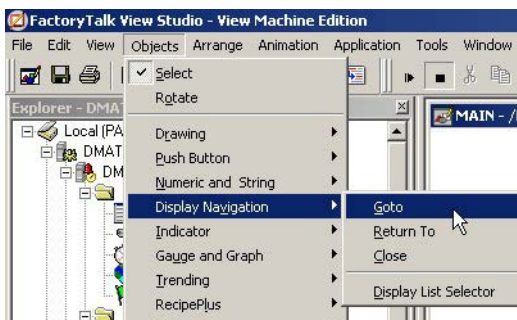 FactoryTalk View Studio - View Machine Edition
File Edit View Objects Arrange Animation Application Tools Window
Select
Rotate
Explorer - DMAT
MAIN - /
Local (PA
Drawing
DMAT
Push Button
DM
Numeric and String
Display Navigation
Goto
Indicator
Return To
Gauge and Graph
Close
Trending
RecipePlus
Display List Selector